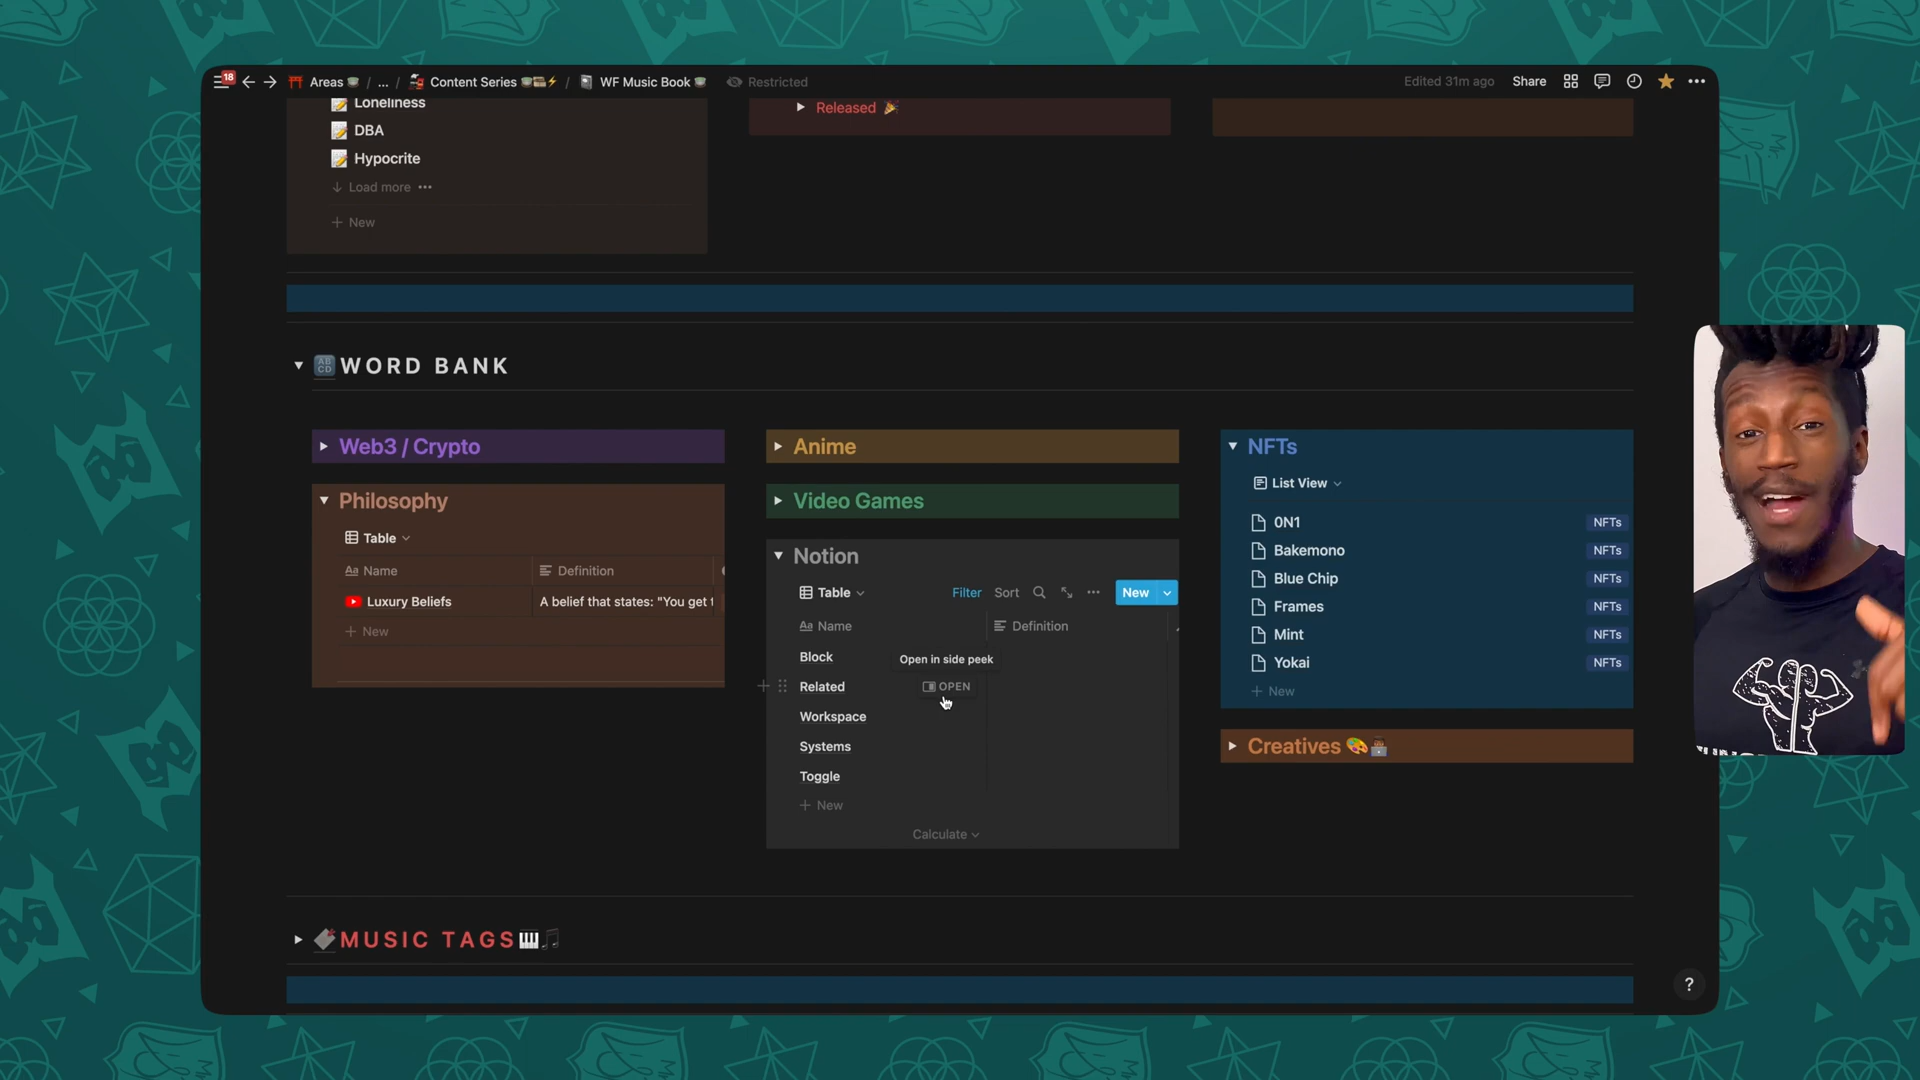 18
Areas / ... / Content Series / WF Music Book Restricted Edited 31m ago Share
Loneliness
DBA
Hypocrite
Load more
New
Released
WORD BANK
Web3 / Crypto
Philosophy
Table
Aa Name Definition
Luxury Beliefs A belief that states: "You get t
New
Anime
Video Games
Notion
Table Filter Sort New
Aa Name Definition
Block
Open in side peek
Related OPEN
Workspace
Systems
Toggle
New
Calculate
NFTs
List View
0N1 NFTs
Bakemono NFTs
Blue Chip NFTs
Frames NFTs
Mint NFTs
Yokai NFTs
New
Creatives
MUSIC TAGS
?